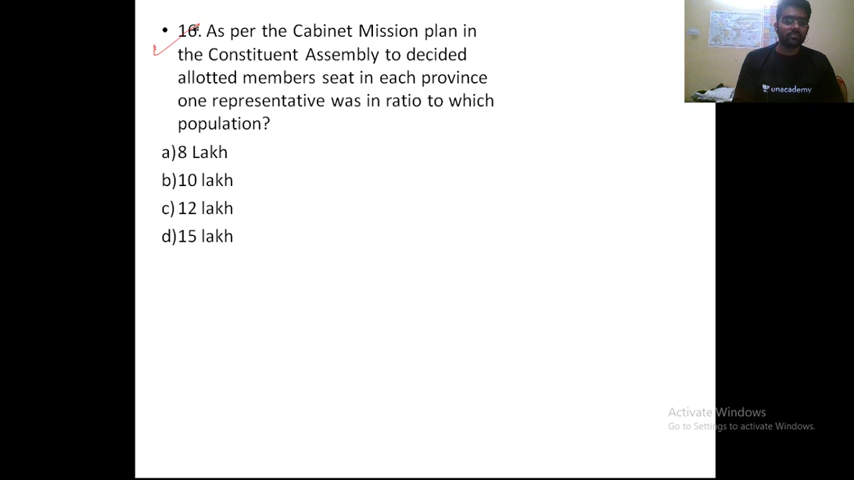 • 16. As per the Cabinet Mission plan in
the Constituent Assembly to decided
allotted members seat in each province
one representative was in ratio to which
population?
a)8 Lakh
b)10 lakh
c)12 lakh
d)15 lakh
unacademy
Activate Windows
Go to Settings to activate Windows.